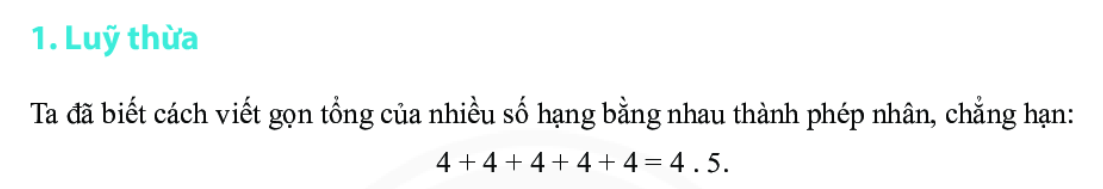 1. Luỹ thừa
Ta đã biết cách viết gọn tổng của nhiều số hạng bằng nhau thành phép nhân, chẳng hạn:
4 + 4 + 4 + 4 + 4 = 4 . 5.